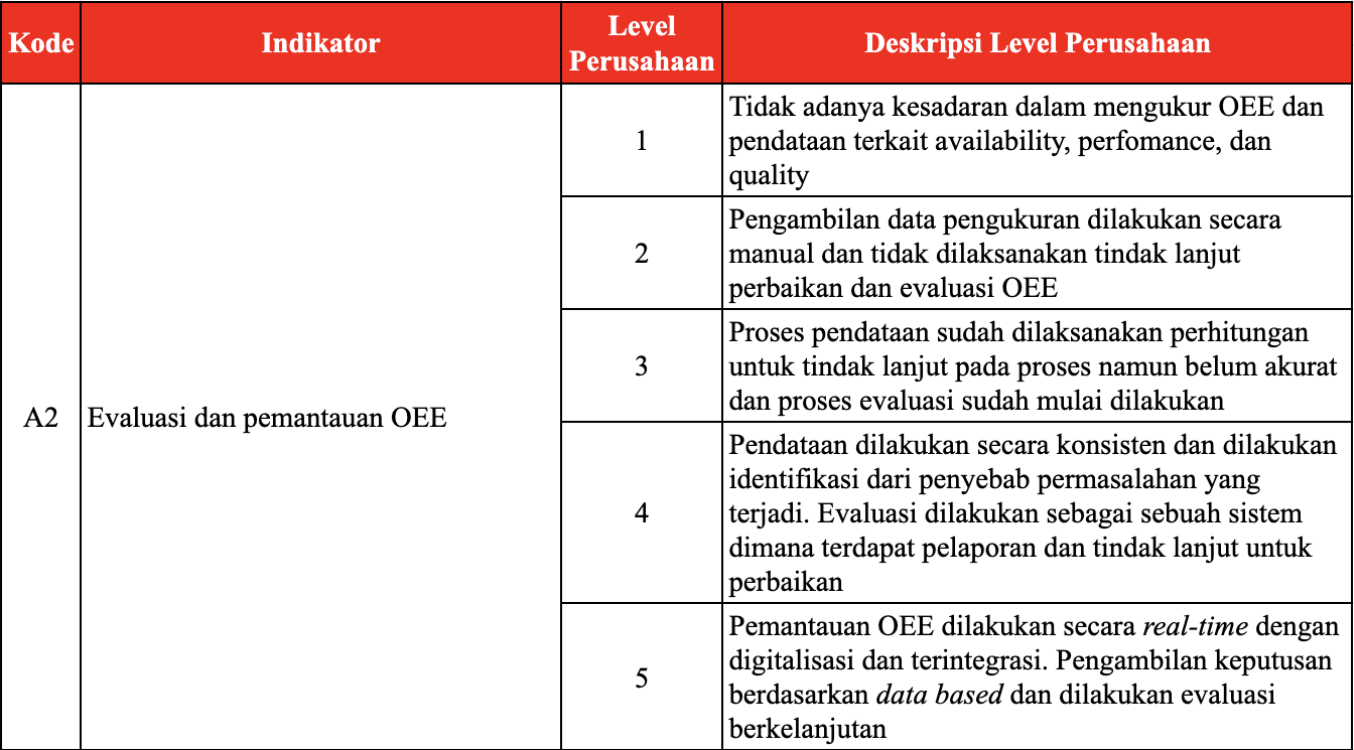 Kode
Indikator
Level
Perusahaan
Deskripsi Level Perusahaan
A2
Evaluasi dan pemantauan OEE
1
Tidak adanya kesadaran dalam mengukur OEE dan
pendataan terkait availability, perfomance, dan
quality
2
Pengambilan data pengukuran dilakukan secara
manual dan tidak dilaksanakan tindak lanjut
perbaikan dan evaluasi OEE
3
Proses pendataan sudah dilaksanakan perhitungan
untuk tindak lanjut pada proses namun belum akurat
dan proses evaluasi sudah mulai dilakukan
4
Pendataan dilakukan secara konsisten dan dilakukan
identifikasi dari penyebab permasalahan yang
terjadi. Evaluasi dilakukan sebagai sebuah sistem
dimana terdapat pelaporan dan tindak lanjut untuk
perbaikan
5
Pemantauan OEE dilakukan secara real-time dengan
digitalisasi dan terintegrasi. Pengambilan keputusan
berdasarkan data based dan dilakukan evaluasi
berkelanjutan